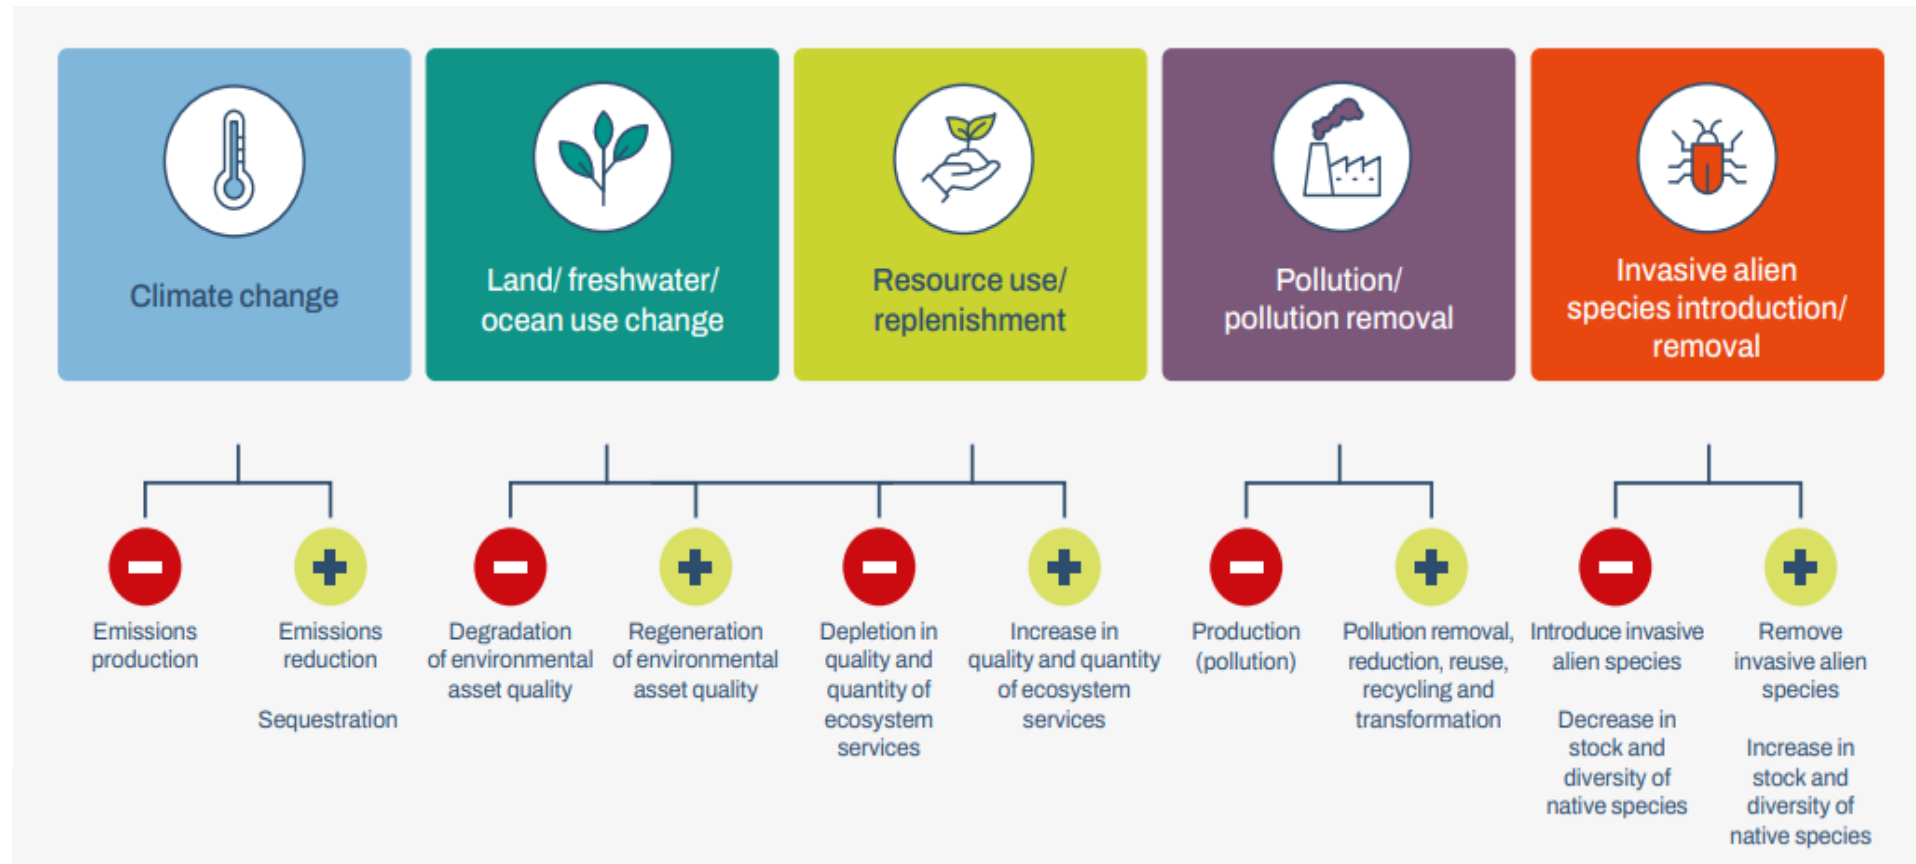 Climate change
Land/ freshwater/
ocean use change
Resource use/
replenishment
Pollution/
pollution removal
Invasive alien
species introduction/
removal
Emissions
production
Emissions
reduction
Sequestration
Degradation
of environmental
asset quality
Regeneration
of environmental
asset quality
Depletion in
quality and
quantity of
ecosystem
services
Increase in
quality and quantity
of ecosystem
services
Production
(pollution)
Pollution removal,
reduction, reuse,
recycling and
transformation
Introduce invasive
alien species
Decrease in
stock and
diversity of
native species
Remove
invasive alien
species
Increase in
stock and
diversity of
native species